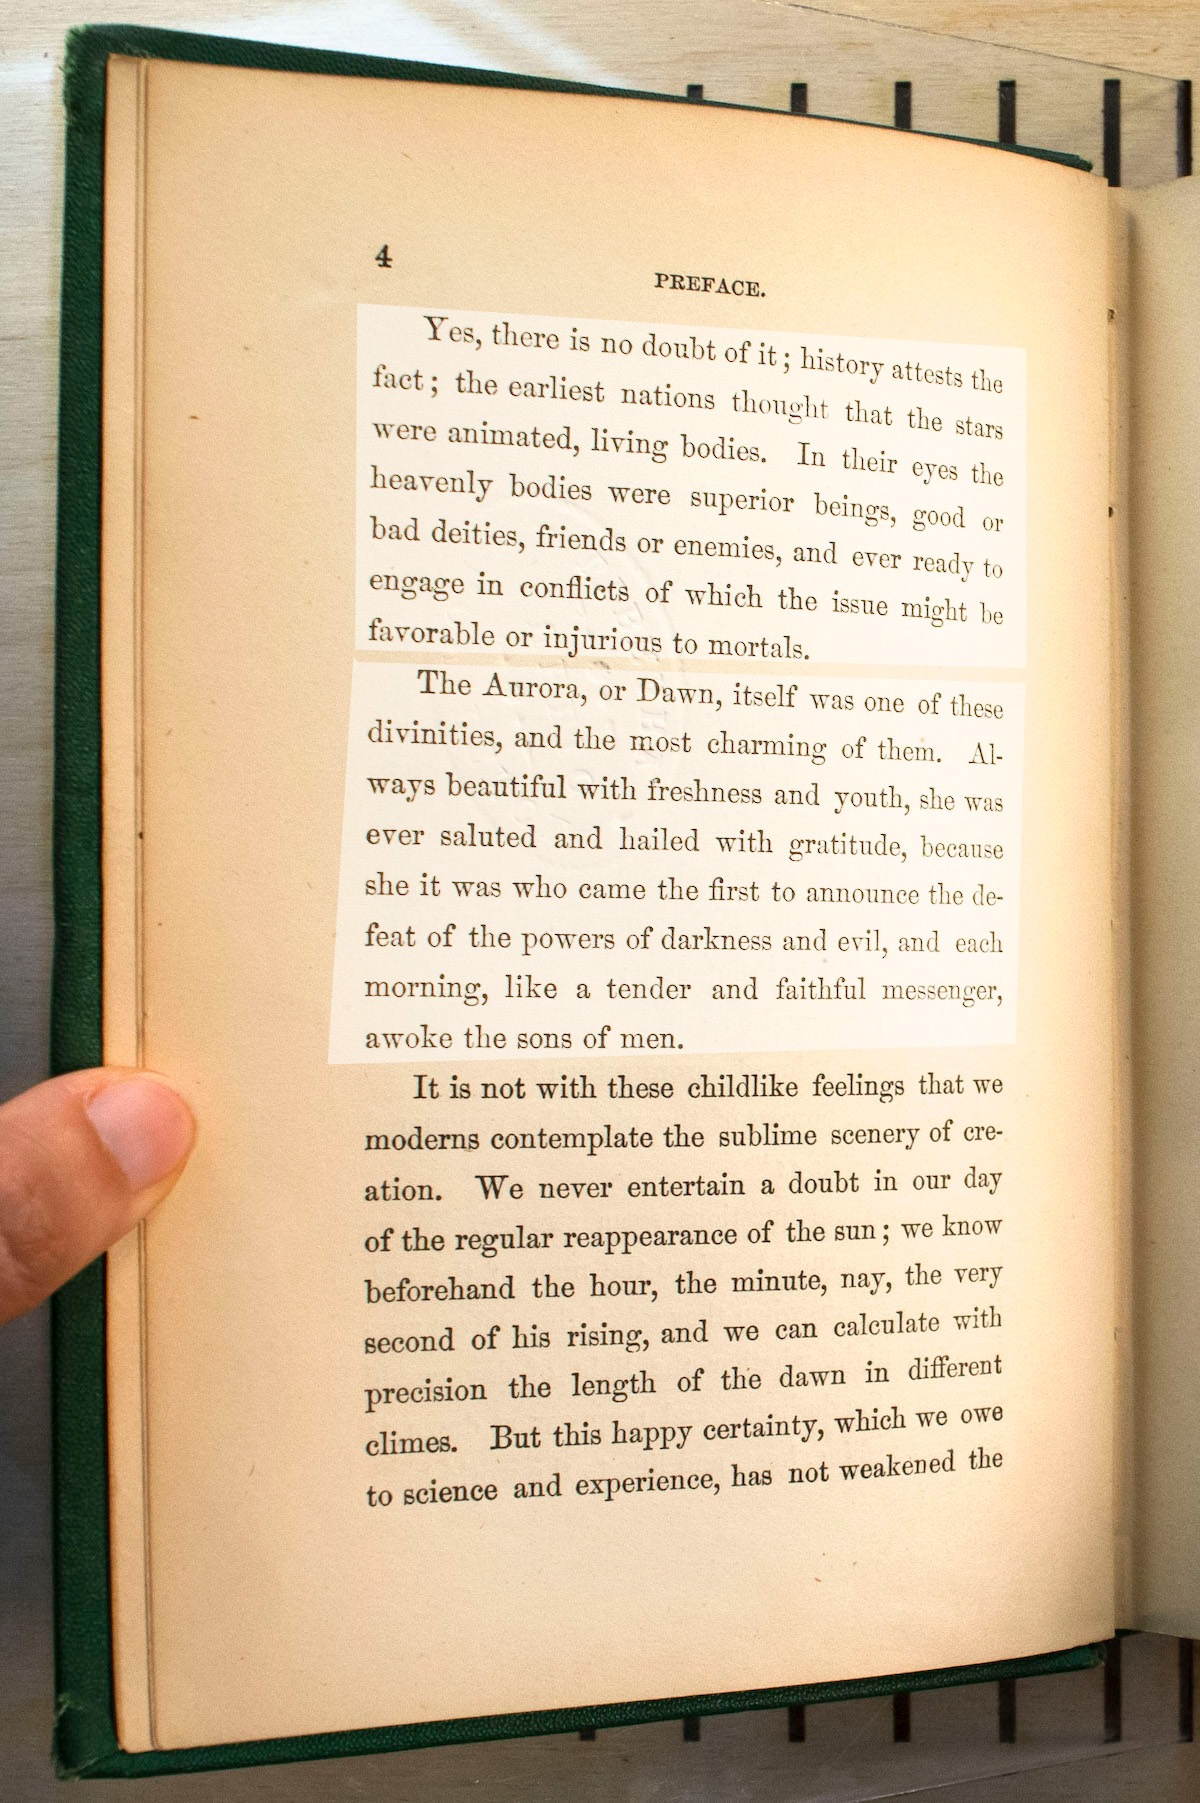 4
PREFACE.
Yes, there is no doubt of it; history attests the
fact; the earliest nations thought that the stars
were animated, living bodies. In their eyes the
heavenly bodies were superior beings, good or
bad deities, friends or enemies, and ever ready to
engage in conflicts of which the issue might be
favorable or injurious to mortals.
The Aurora, or Dawn, itself was one of these
divinities, and the most charming of them. Al-
ways beautiful with freshness and youth, she was
ever saluted and hailed with gratitude, because
she it was who came the first to announce the de-
feat of the powers of darkness and evil, and each
morning, like a tender and faithful messenger,
awoke the sons of men.
It is not with these childlike feelings that we
moderns contemplate the sublime scenery of cre-
ation. We never entertain a doubt in our day
of the regular reappearance of the sun; we know
beforehand the hour, the minute, nay, the very
second of his rising, and we can calculate with
precision the length of the dawn in different
climes. But this happy certainty, which we owe
to science and experience, has not weakened the